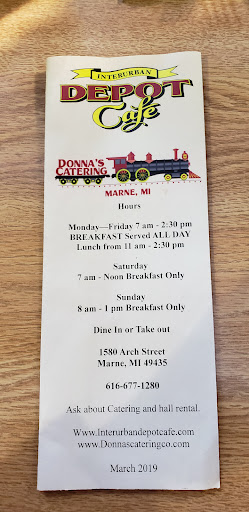 INTERURBAN
DEPOT
Café
DONNA'S
CATERING
MARNE, MI
Hours
Monday—Friday 7 am - 2:30 pm
BREAKFAST Served ALL DAY
Lunch from 11 am - 2:30 pm
Saturday
7 am - Noon Breakfast Only
Sunday
8 am - 1 pm Breakfast Only
Dine In or Take out
1580 Arch Street
Marne, MI 49435
616-677-1280
Ask about Catering and hall rental.
www.Interurbandepotcafe.com
www.Donnascateringco.com
March 2019